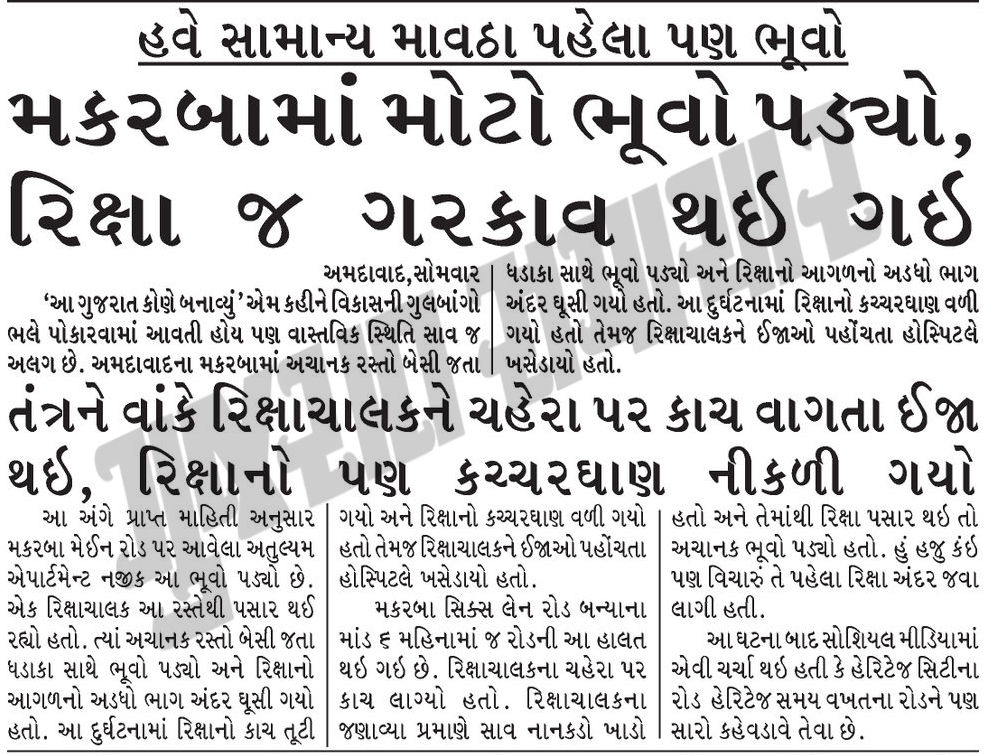 હવે સામાન્ય માવઠા પહેલા પણ ભૂવો
મકરબામાં મોટો ભૂવો પડ્યો,
રિક્ષા જ ગરકાવ થઈ ગઈ
અમદાવાદ,સોમવાર
‘આ ગુજરાત કોણે બનાવ્યું’ એમ કહીને વિકાસની ગુલબાંગો
ભલે પોકારવામાં આવતી હોય પણ વાસ્તવિક સ્થિતિ સાવ જ
અલગ છે. અમદાવાદના મકરબામાં અચાનક રસ્તો બેસી જતા
ધડાકા સાથે ભૂવો પડ્યો અને રિક્ષાનો આગળનો અડધો ભાગ
અંદર ઘૂસી ગયો હતો. આ દુર્ઘટનામાં રિક્ષાનો કચ્ચરઘાણ વળી
ગયો હતો તેમજ રિક્ષાચાલકને ઈજાઓ પહોંચતા હોસ્પિટલે
ખસેડાયો હતો.
તંત્રને વાંકે રિક્ષાચાલકને ચહેરા પર કાચ વાગતા ઈજા
થઇ, રિક્ષાનો પણ કચ્ચરઘાણ નીકળી ગયો
આ અંગે પ્રાપ્ત માહિતી અનુસાર
મકરબા મેઈન રોડ પર આવેલા અતુલ્યમ
એપાર્ટમેન્ટ નજીક આ ભૂવો પડ્યો છે.
એક રિક્ષાચાલક આ રસ્તેથી પસાર થઈ
રહ્યો હતો. ત્યાં અચાનક રસ્તો બેસી જતા
ધડાકા સાથે ભૂવો પડ્યો અને રિક્ષાનો
આગળનો અડધો ભાગ અંદર ઘૂસી ગયો
હતો. આ દુર્ઘટનામાં રિક્ષાનો કાચ તૂટી
ગયો અને રિક્ષાનો કચ્ચરઘાણ વળી ગયો
હતો તેમજ રિક્ષાચાલકને ઈજાઓ પહોંચતા
હોસ્પિટલે ખસેડાયો હતો.
મકરબા સિક્સ લેન રોડ બન્યાના
માંડ ૬ મહિનામાં જ રોડની આ હાલત
થઇ ગઇ છે. રિક્ષાચાલકના ચહેરા પર
કાચ લાગ્યો હતો. રિક્ષાચાલકના
જણાવ્યા પ્રમાણે સાવ નાનકડો ખાડો
હતો અને તેમાંથી રિક્ષા પસાર થઇ તો
અચાનક ભૂવો પડ્યો હતો. હું હજુ કંઇ
પણ વિચારું તે પહેલા રિક્ષા અંદર જવા
લાગી હતી.
આ ઘટના બાદ સોશિયલ મીડિયામાં
એવી ચર્ચા થઇ હતી કે હેરિટેજ સિટીના
રોડ હેરિટેજ સમય વખતના રોડને પણ
સારો કહેવડાવે તેવા છે.
ગુજરાત સમાચાર